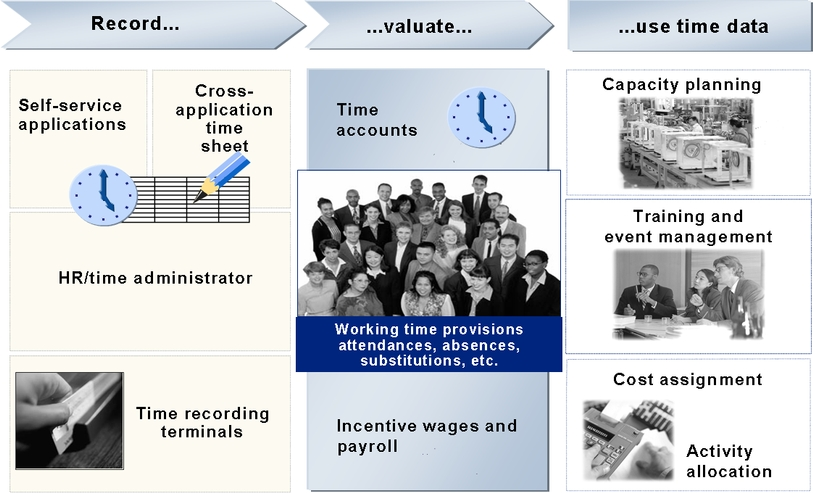 Record...
...valuate...
...use time data
Self-service
applications
Cross-
application
time
sheet
HR/time administrator
Time recording
terminals
Time
accounts
Working time provisions
attendances, absences,
substitutions, etc.
Incentive wages and
payroll
Capacity planning
Training and
event management
Cost assignment
Activity
allocation